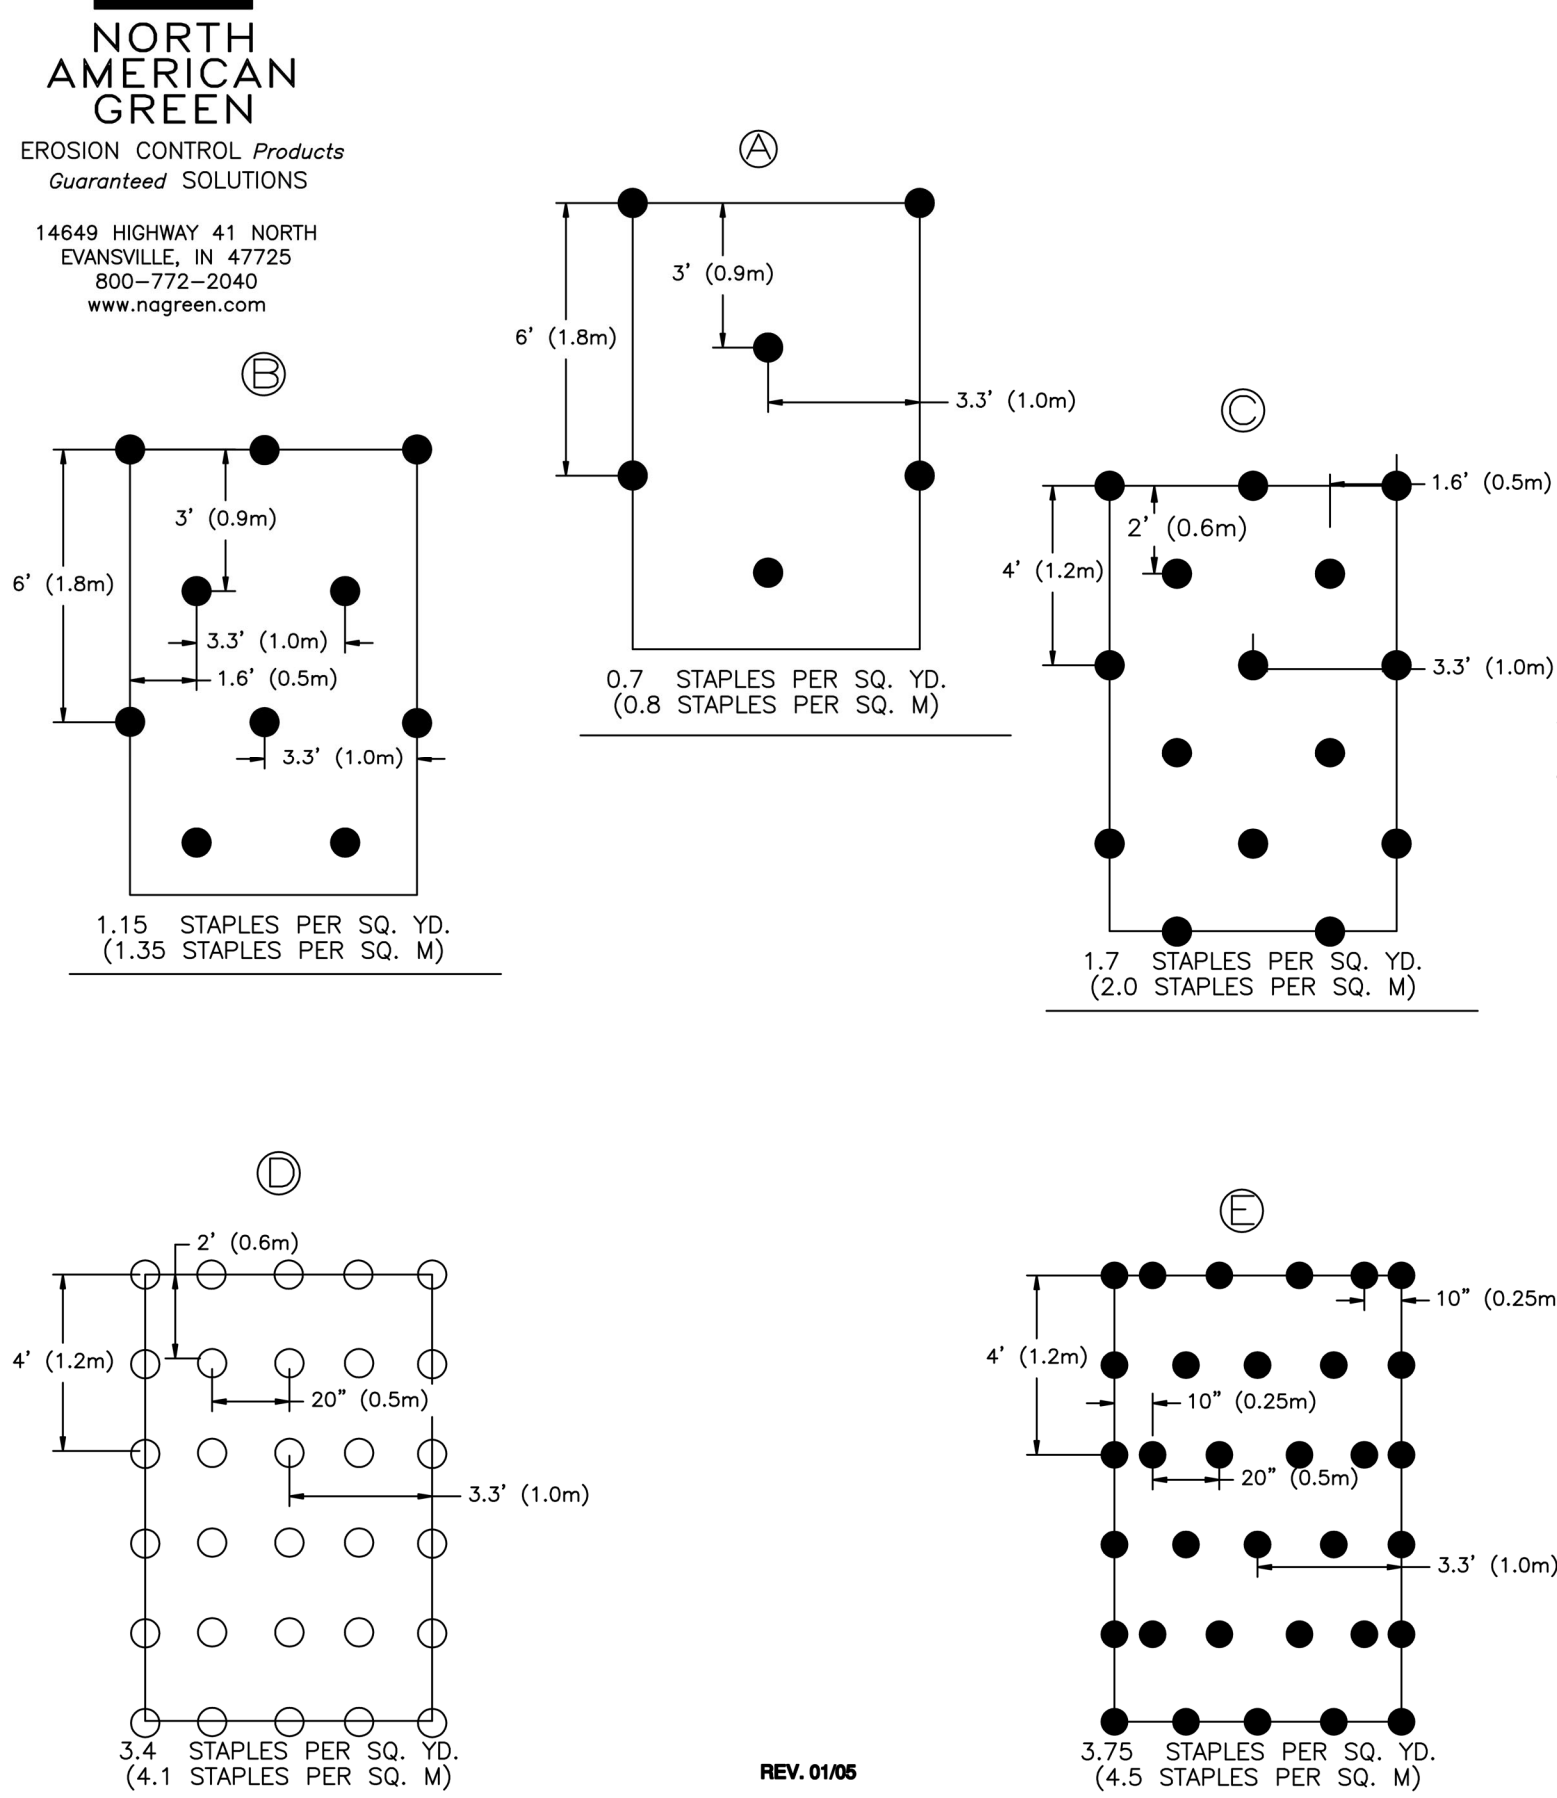 NORTH
AMERICAN
GREEN
EROSION CONTROL Products
Guaranteed SOLUTIONS
14649 HIGHWAY 41 NORTH
EVANSVILLE, IN 47725
800-772-2040
www.nagreen.com
A
3' (0.9m)
6' (1.8m)
3.3' (1.0m)
0.7 STAPLES PER SQ. YD.
(0.8 STAPLES PER SQ. M)
B
3' (0.9m)
6' (1.8m)
3.3' (1.0m)
1.6' (0.5m)
3.3' (1.0m)
1.15 STAPLES PER SQ. YD.
(1.35 STAPLES PER SQ. M)
C
1.6' (0.5m)
2' (0.6m)
4' (1.2m)
3.3' (1.0m)
1.7 STAPLES PER SQ. YD.
(2.0 STAPLES PER SQ. M)
D
2' (0.6m)
4' (1.2m)
20" (0.5m)
3.3' (1.0m)
3.4 STAPLES PER SQ. YD.
(4.1 STAPLES PER SQ. M)
E
10" (0.25m
4' (1.2m)
10" (0.25m)
20" (0.5m)
3.3' (1.0m)
3.75 STAPLES PER SQ. YD.
(4.5 STAPLES PER SQ. M)
REV. 01/05